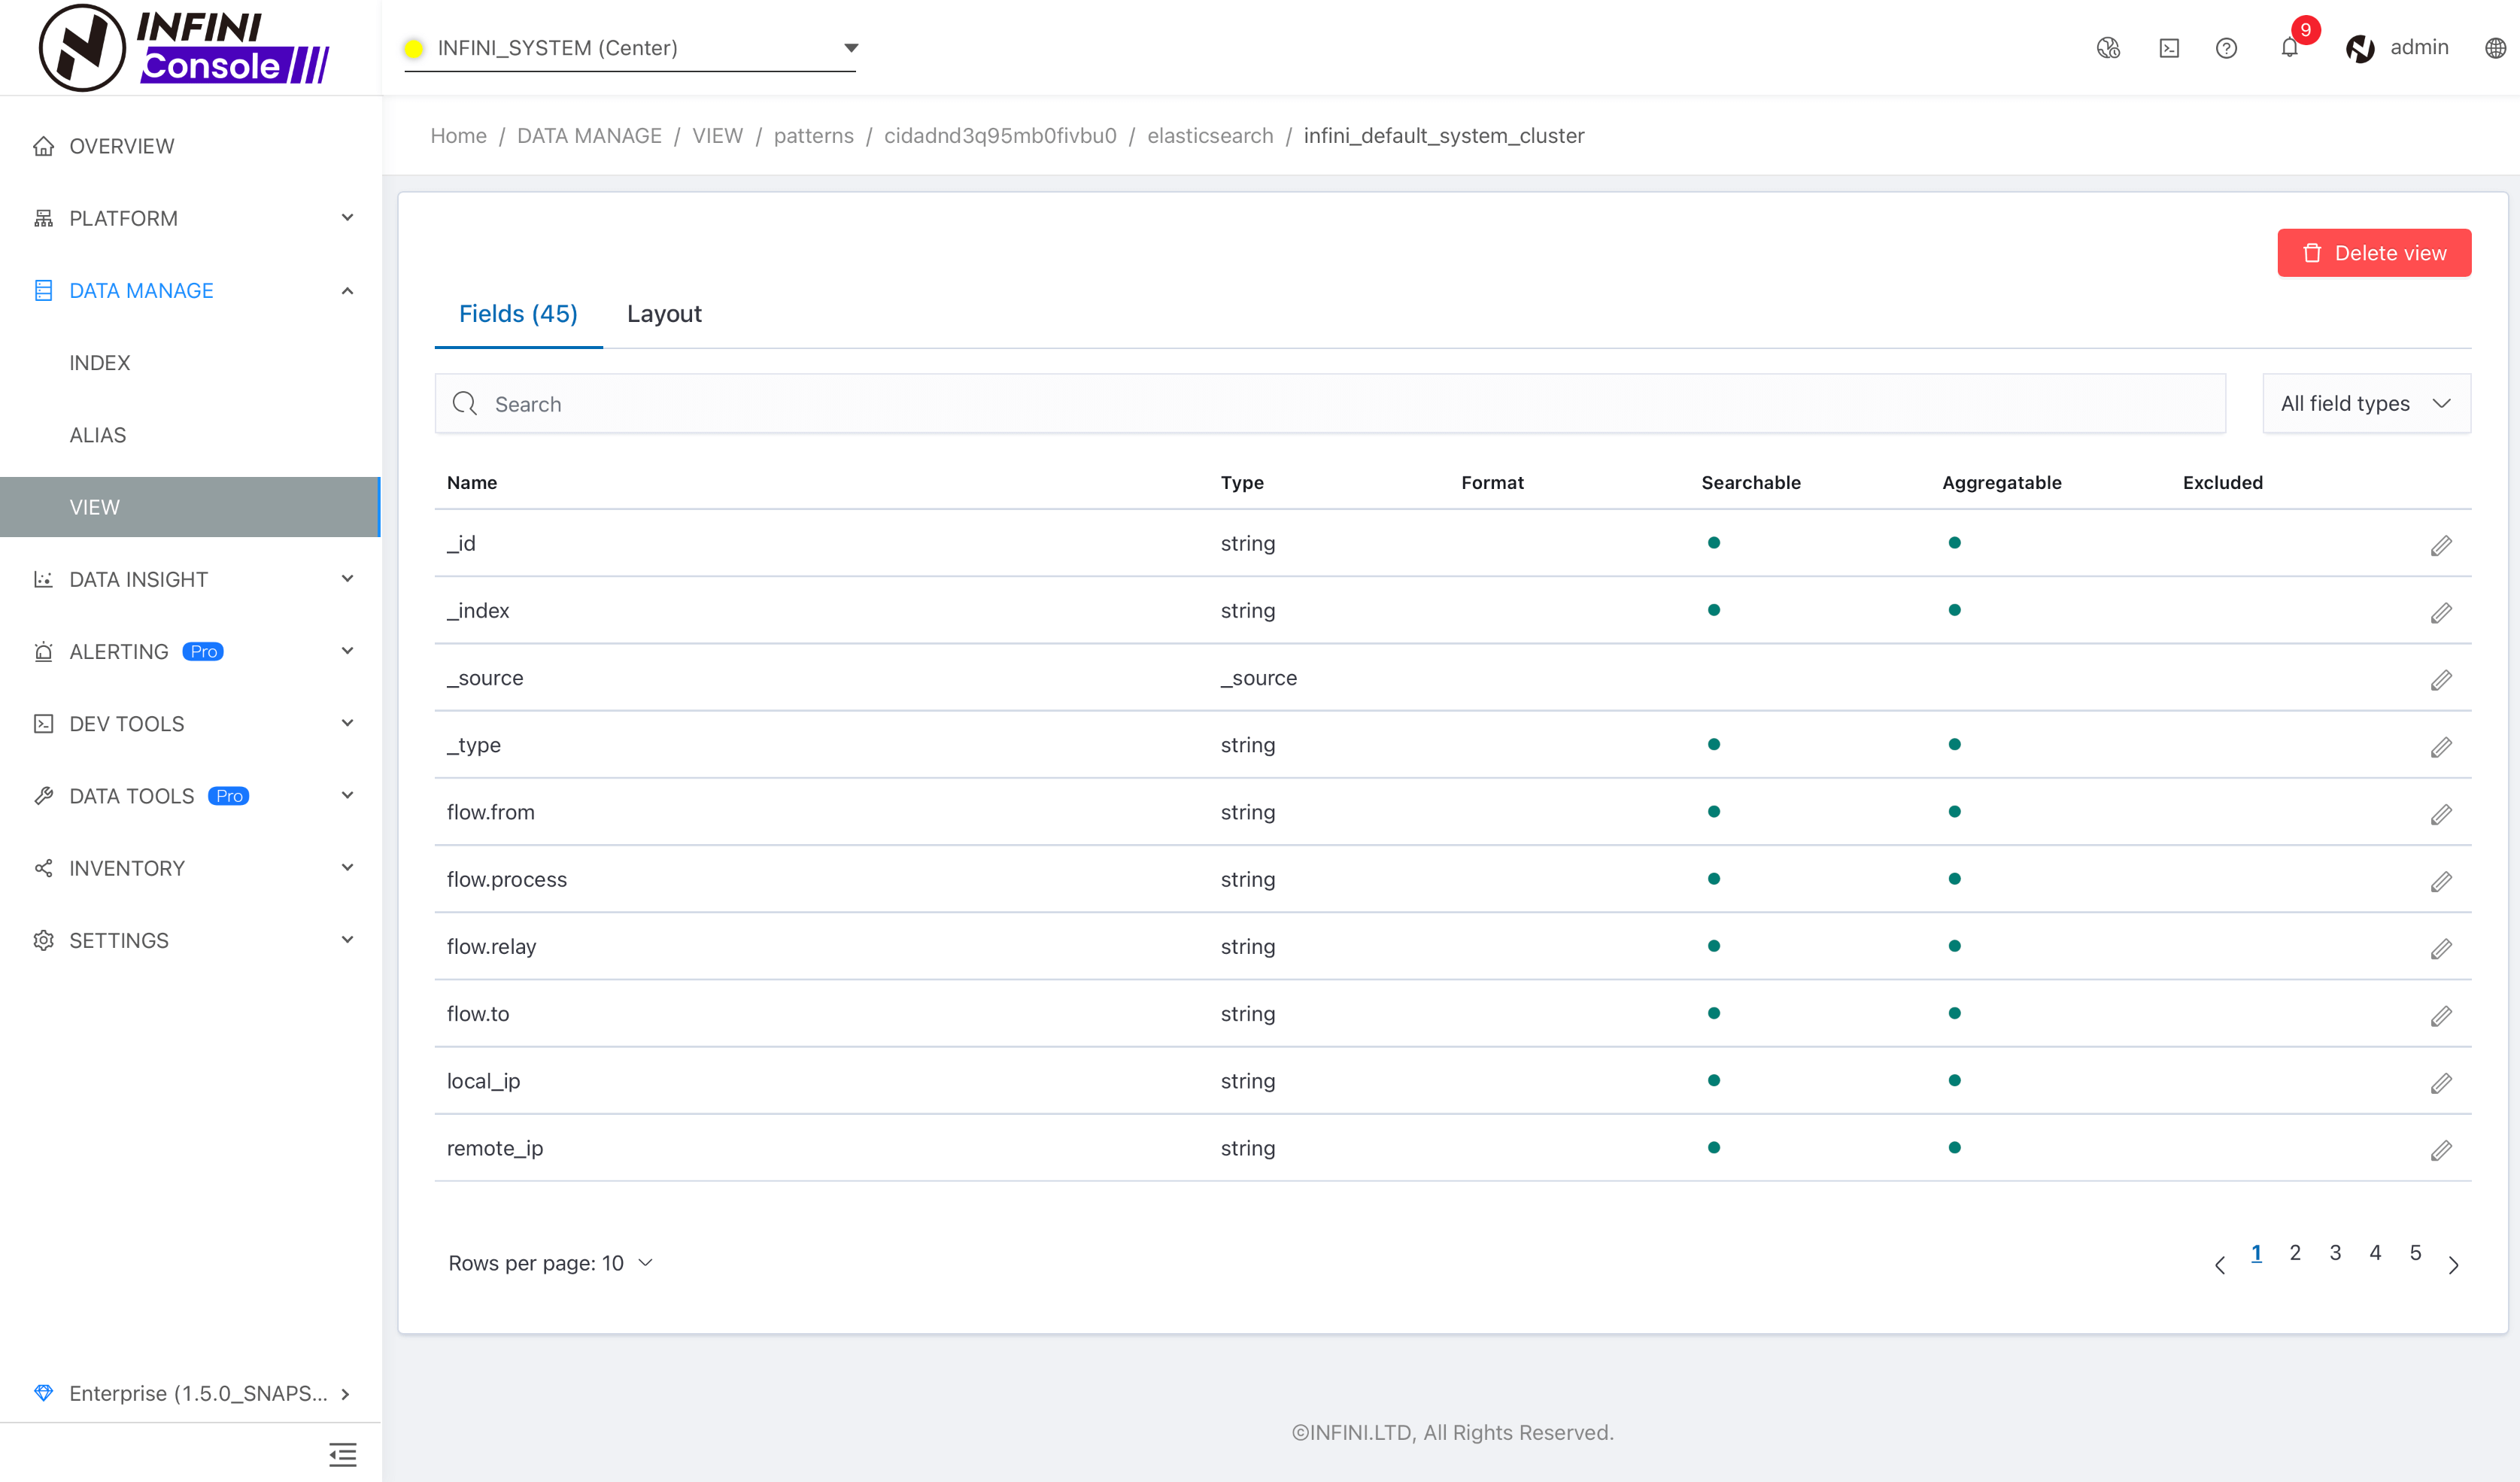 INFINI
Console
INFINI_SYSTEM (Center)
9
admin
OVERVIEW
PLATFORM
DATA MANAGE
INDEX
ALIAS
VIEW
DATA INSIGHT
ALERTING Pro
DEV TOOLS
DATA TOOLS Pro
INVENTORY
SETTINGS
Enterprise (1.5.0_SNAPS...
Home / DATA MANAGE / VIEW / patterns / cidadnd3q95mb0fivbu0 / elasticsearch / infini_default_system_cluster
Delete view
Fields (45) Layout
Search All field types
Name Type Format Searchable Aggregatable Excluded
_id string
_index string
_source _source
_type string
flow.from string
flow.process string
flow.relay string
flow.to string
local_ip string
remote_ip string
Rows per page: 10
1 2 3 4 5
©INFINI.LTD, All Rights Reserved.